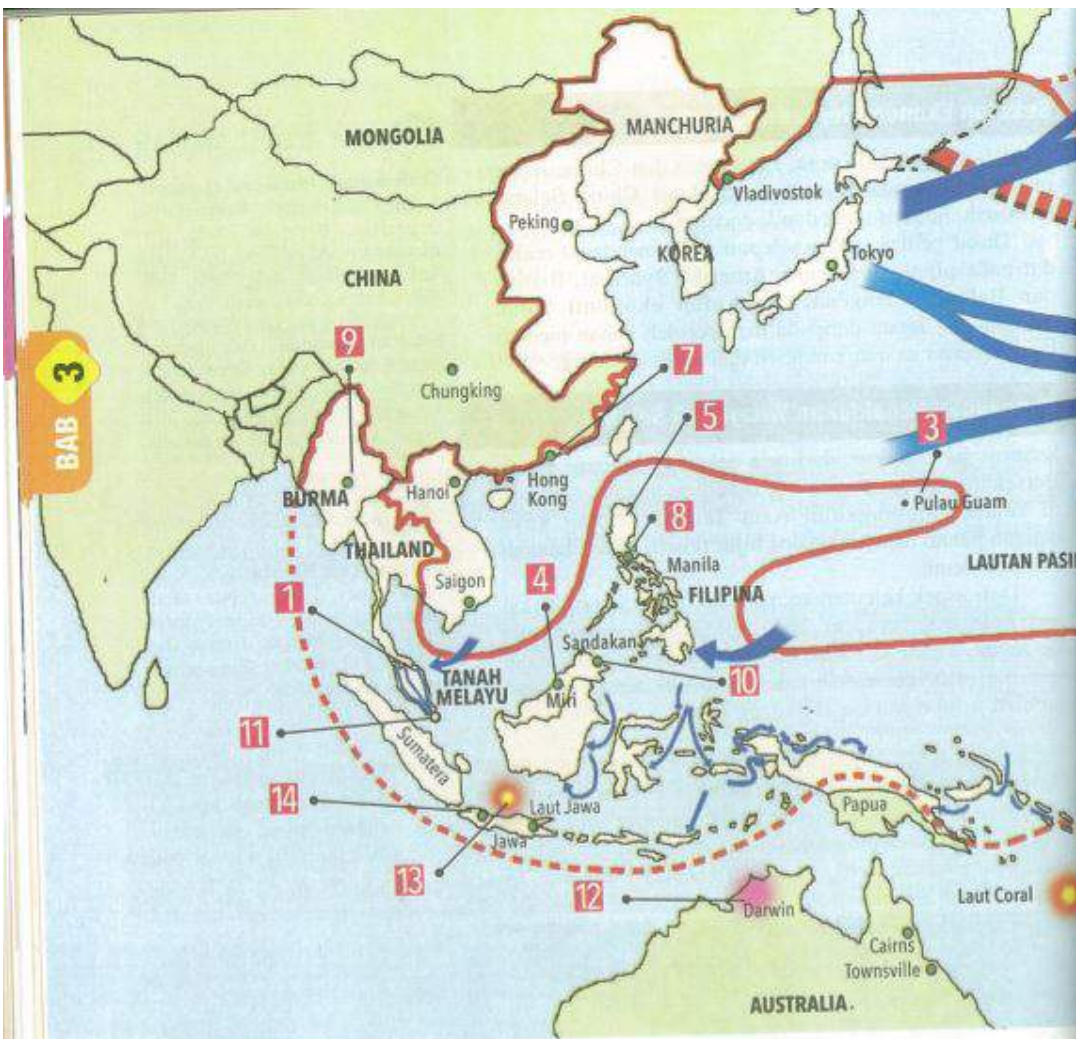 MONGOLIA
MANCHURIA
Vladivostok
Peking
KOREA
Tokyo
CHINA
BAB 3
9
Chungking
7
5
3
BURMA
Hanoi
Hong
Kong
Pulau Guam
8
THAILAND
Manila
LAUTAN PASI
Saigon
FILIPINA
1
4
Sandakan
TANAH
MELAYU
10
Miri
11
Sumatera
14
Laut Jawa
Papua
Jawa
13
12
Darwin
Laut Coral
Cairns
Townsville
AUSTRALIA